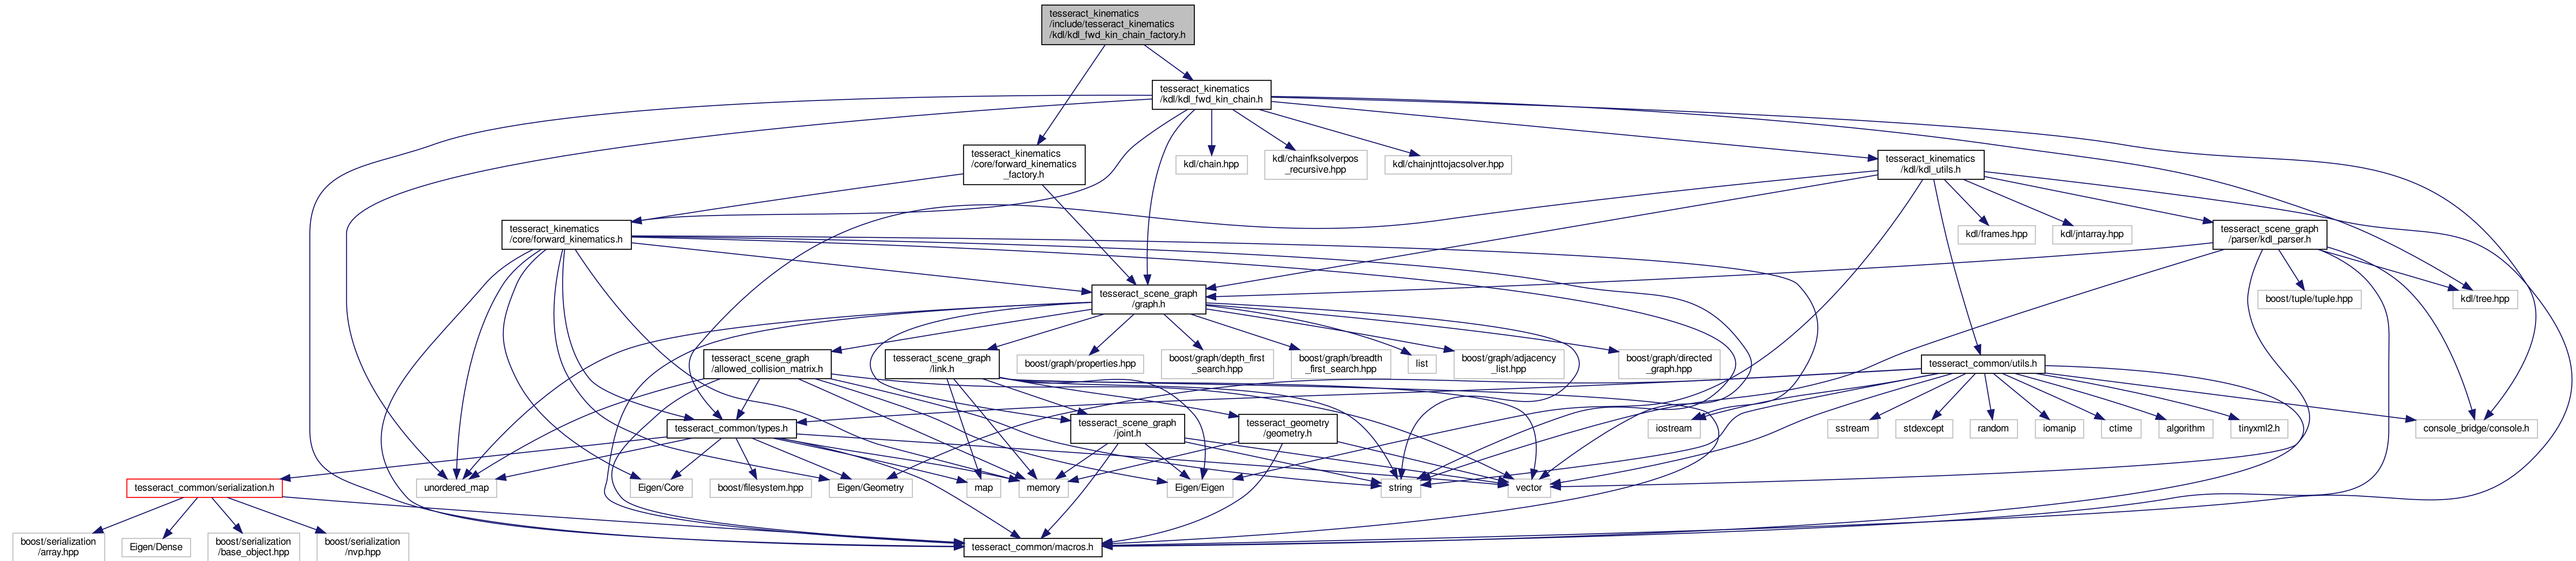 tesseract_kinematics
/include/tesseract_kinematics
/kdl/kdl_fwd_kin_chain_factory.h
tesseract_kinematics
/kdl/kdl_fwd_kin_chain.h
tesseract_kinematics
/core/forward_kinematics
_factory.h
kdl/chain.hpp
kdl/chainfksolverpos
_recursive.hpp
kdl/chainjnttojacsolver.hpp
tesseract_kinematics
/kdl/kdl_utils.h
tesseract_kinematics
/core/forward_kinematics.h
kdl/frames.hpp
kdl/jntarray.hpp
tesseract_scene_graph
/parser/kdl_parser.h
tesseract_scene_graph
/graph.h
boost/tuple/tuple.hpp
kdl/tree.hpp
tesseract_scene_graph
/allowed_collision_matrix.h
tesseract_scene_graph
/link.h
boost/graph/properties.hpp
boost/graph/depth_first
_search.hpp
boost/graph/breadth
_first_search.hpp
list
boost/graph/adjacency
_list.hpp
boost/graph/directed
_graph.hpp
tesseract_common/utils.h
tesseract_common/types.h
tesseract_scene_graph
/joint.h
tesseract_geometry
/geometry.h
iostream
sstream
stdexcept
random
iomanip
ctime
algorithm
tinyxml2.h
console_bridge/console.h
tesseract_common/serialization.h
unordered_map
Eigen/Core
boost/filesystem.hpp
Eigen/Geometry
map
memory
Eigen/Eigen
string
vector
boost/serialization
/array.hpp
Eigen/Dense
boost/serialization
/base_object.hpp
boost/serialization
/nvp.hpp
tesseract_common/macros.h